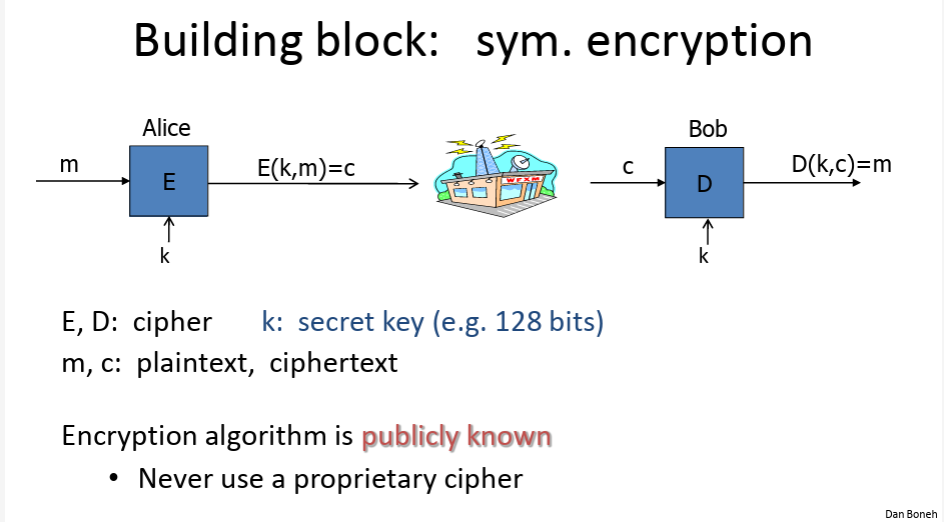 Building block: sym. encryption
Alice
Bob
m
E
E(k,m)=c
WFXM
c
D
D(k,c)=m
k
k
E, D: cipher k: secret key (e.g. 128 bits)
m, c: plaintext, ciphertext
Encryption algorithm is publicly known
• Never use a proprietary cipher
Dan Boneh